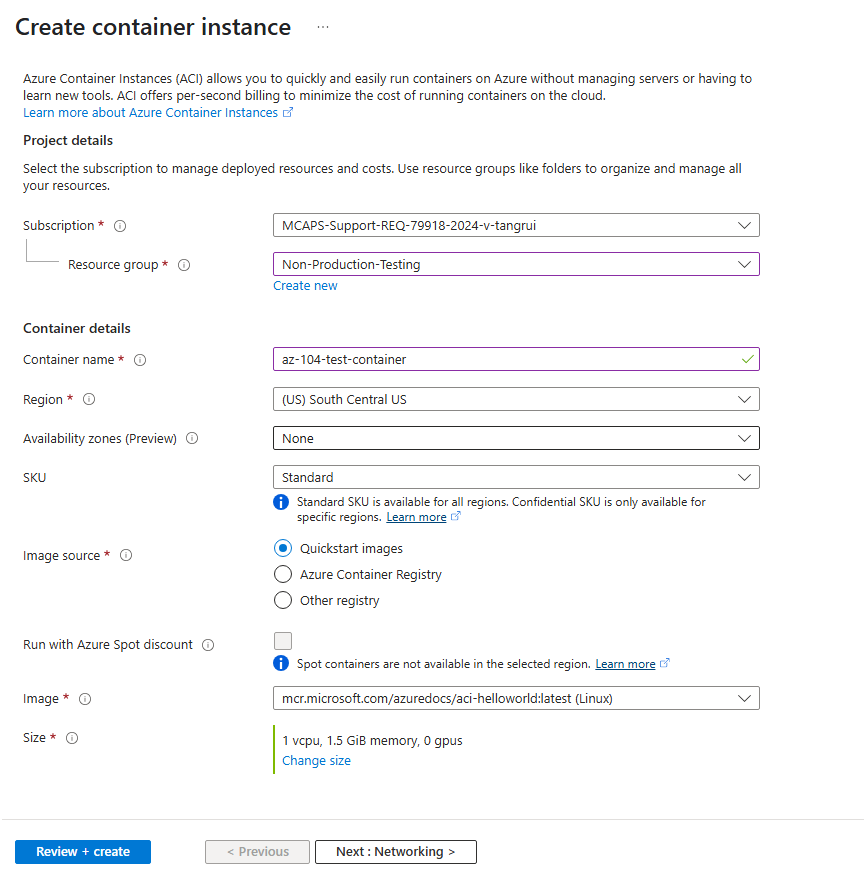 Create container instance ...
Azure Container Instances (ACI) allows you to quickly and easily run containers on Azure without managing servers or having to
learn new tools. ACI offers per-second billing to minimize the cost of running containers on the cloud.
Learn more about Azure Container Instances
Project details
Select the subscription to manage deployed resources and costs. Use resource groups like folders to organize and manage all
your resources.
Subscription * MCAPS-Support-REQ-79918-2024-v-tangrui
Resource group * Non-Production-Testing
Create new
Container details
Container name * az-104-test-container
Region * (US) South Central US
Availability zones (Preview) None
SKU Standard
Standard SKU is available for all regions. Confidential SKU is only available for
specific regions. Learn more
Image source * Quickstart images
Azure Container Registry
Other registry
Run with Azure Spot discount
Spot containers are not available in the selected region. Learn more
Image * mcr.microsoft.com/azuredocs/aci-helloworld:latest (Linux)
Size * 1 vcpu, 1.5 GiB memory, 0 gpus
Change size
Review + create < Previous Next : Networking >